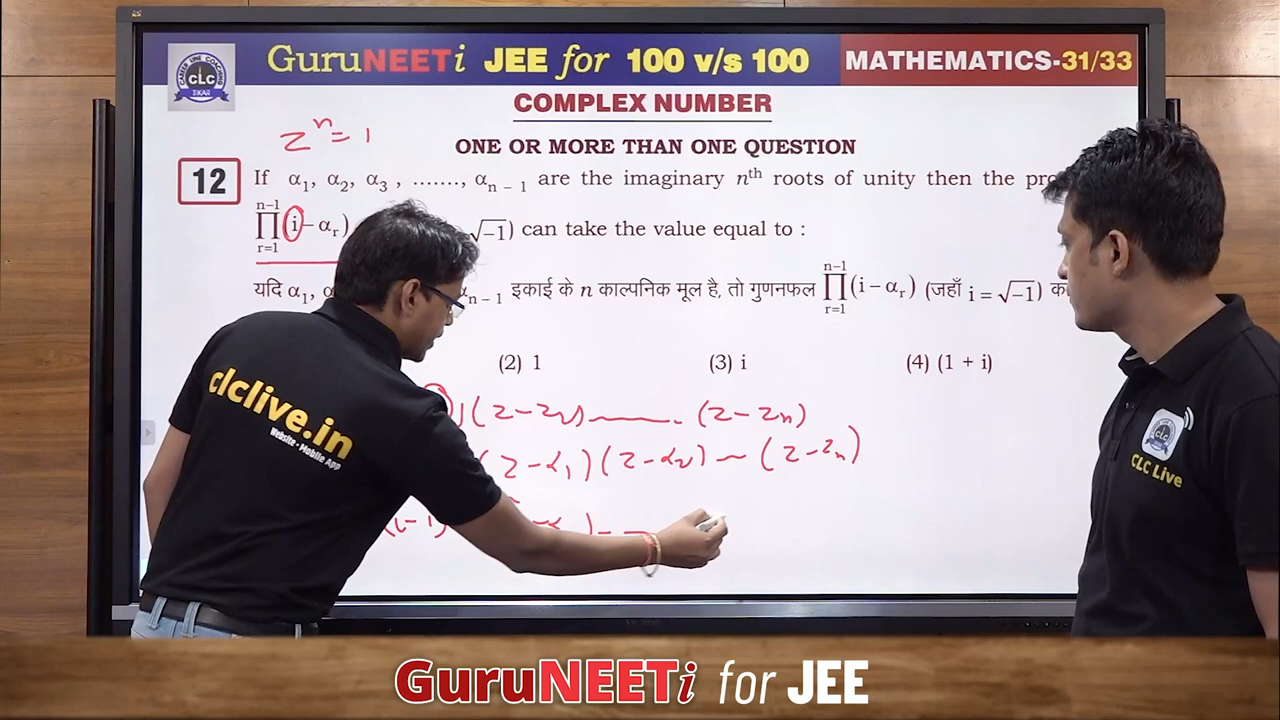 GuruNEETi JEE for 100 v/s 100
MATHEMATICS-31/33
CLC
SIKAR
COMPLEX NUMBER
zⁿ = 1
ONE OR MORE THAN ONE QUESTION
12 If α₁, α₂, α₃ , ......., αₙ₋₁ are the imaginary nᵗʰ roots of unity then the
n−1 ∏ r=1 (i − αᵣ) √−1) can take the value equal to :
यदि α₁, n − 1 इकाई के n काल्पनिक मूल है, तो गुणनफल n−1 ∏ r=1 (i − αᵣ) (जहाँ i = √−1)
(2) 1 (3) i (4) (1 + i)
(z − z₂) ——. (z − zₙ)
(z − α₁) (z − α₂) ~ (z − zₙ)
clclive.in
Website - Mobile App
CLC
CLC Live
GuruNEETi for JEE